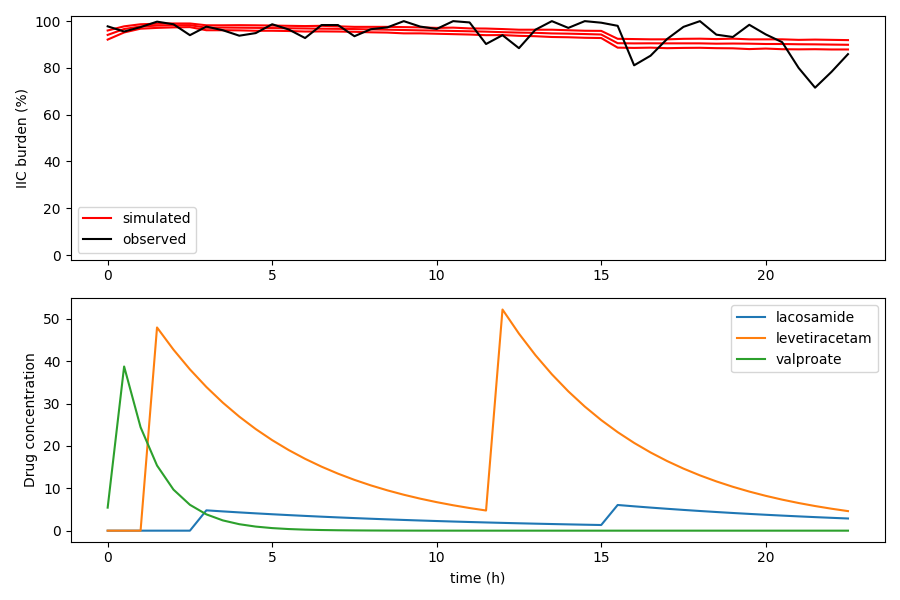 100
80
60
40
20
0
IIC burden (%)
simulated
observed
0 5 10 15 20
50
40
30
20
10
0
Drug concentration
lacosamide
levetiracetam
valproate
0 5 10 15 20
time (h)